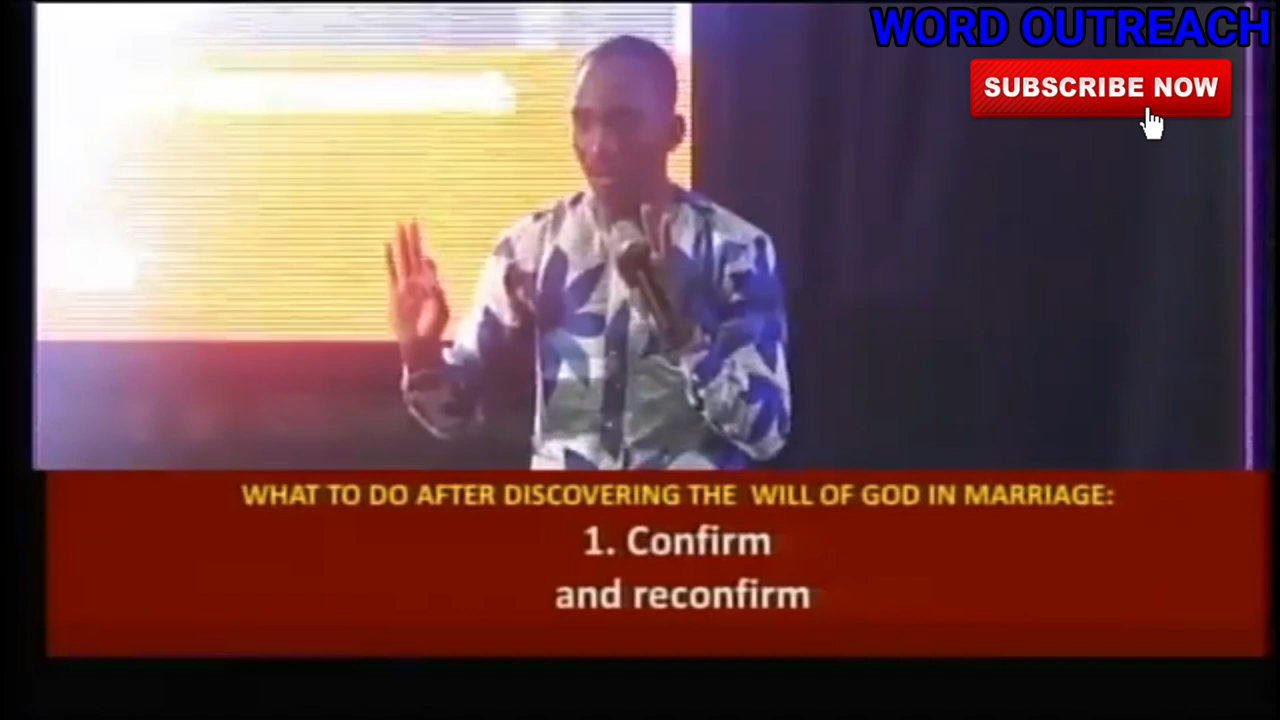 WORD OUTREACH
SUBSCRIBE NOW
WHAT TO DO AFTER DISCOVERING THE WILL OF GOD IN MARRIAGE:
1. Confirm
and reconfirm